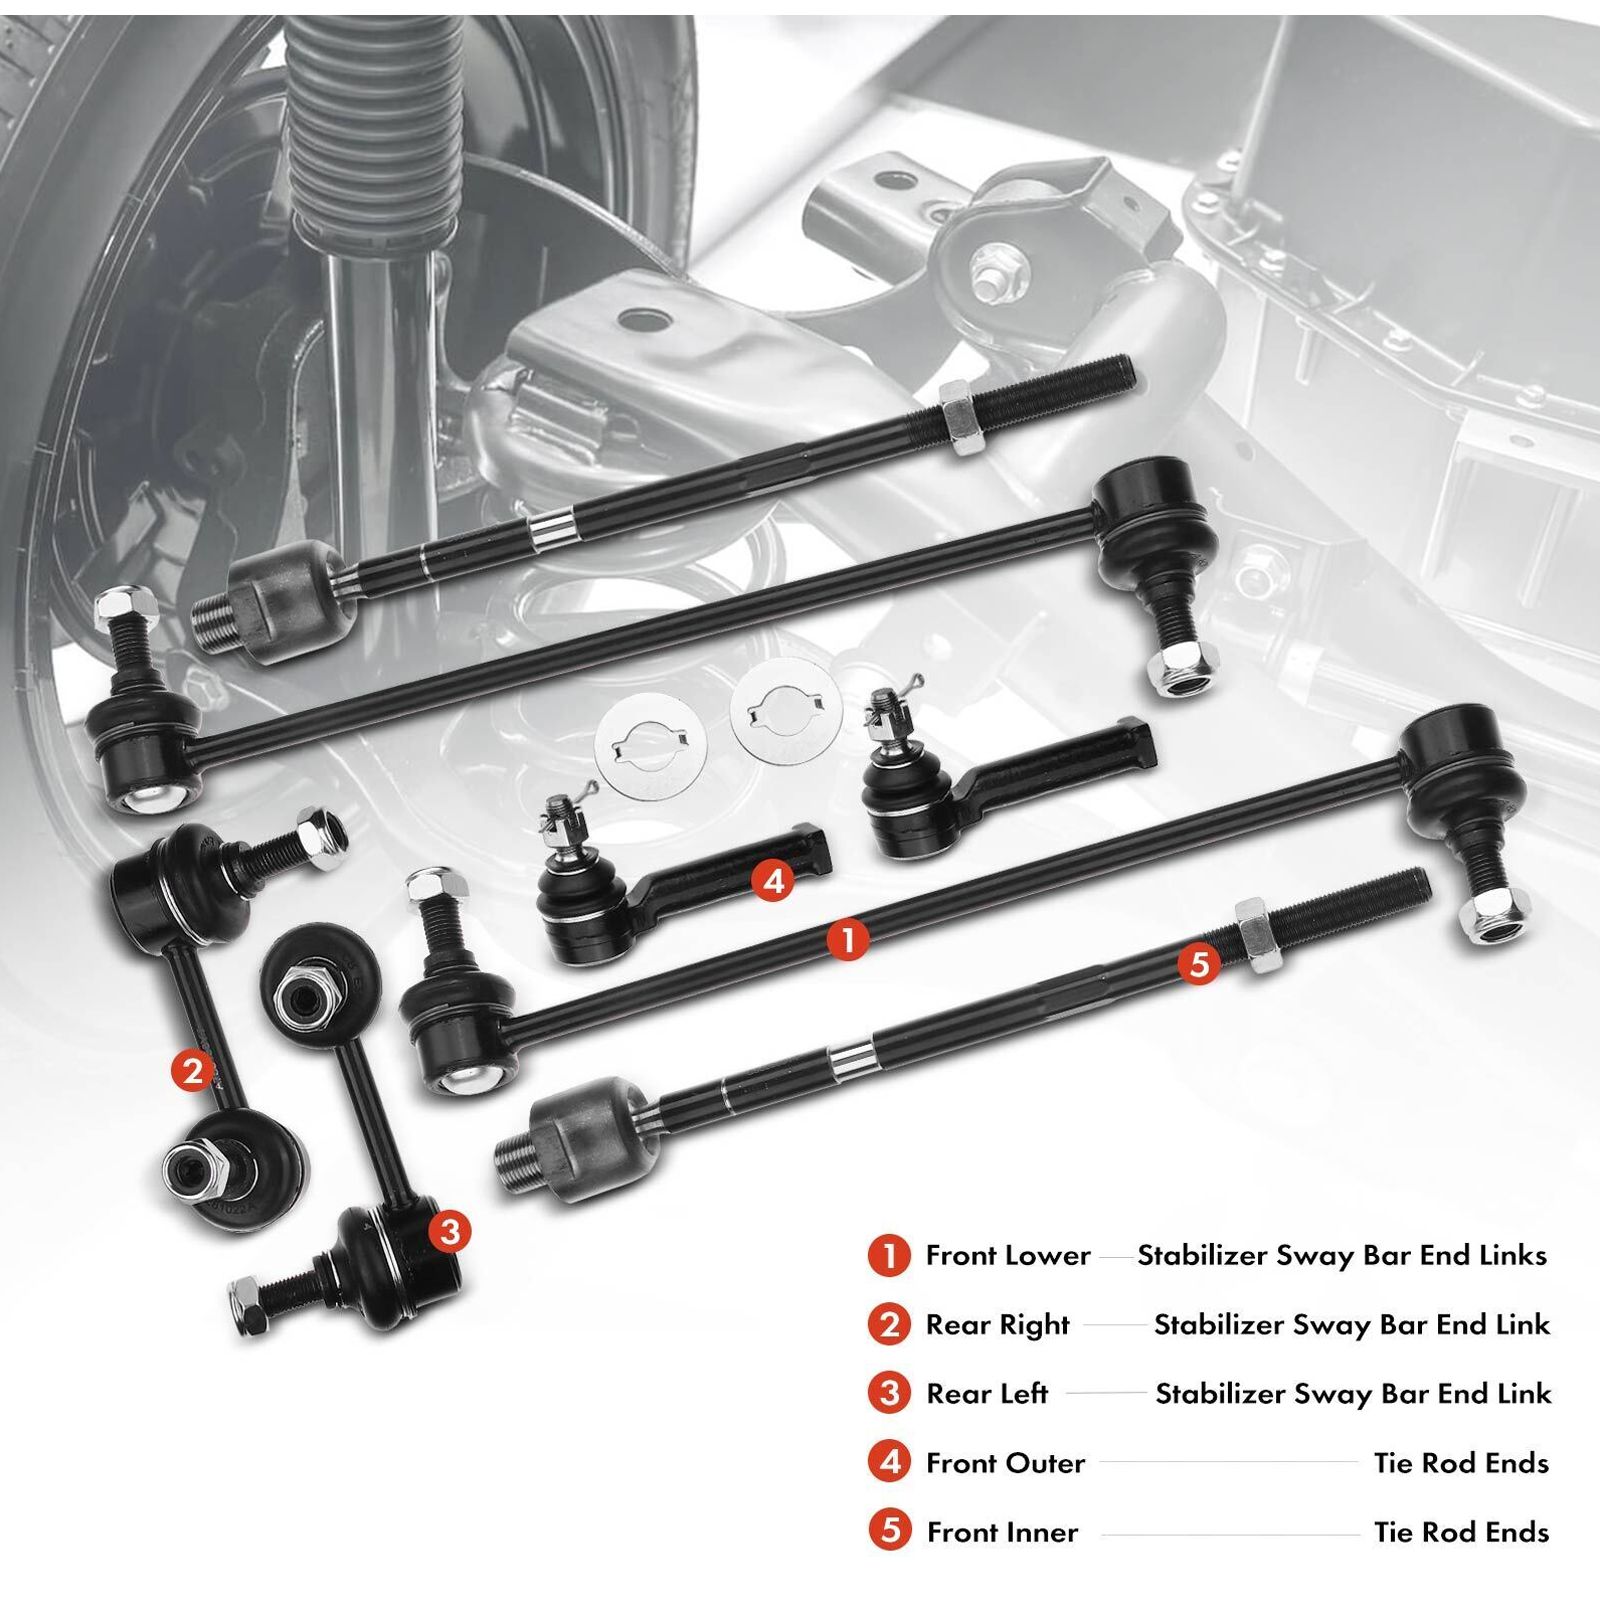 4
1
5
2
3
1 Front Lower Stabilizer Sway Bar End Links
2 Rear Right Stabilizer Sway Bar End Link
3 Rear Left Stabilizer Sway Bar End Link
4 Front Outer Tie Rod Ends
5 Front Inner Tie Rod Ends